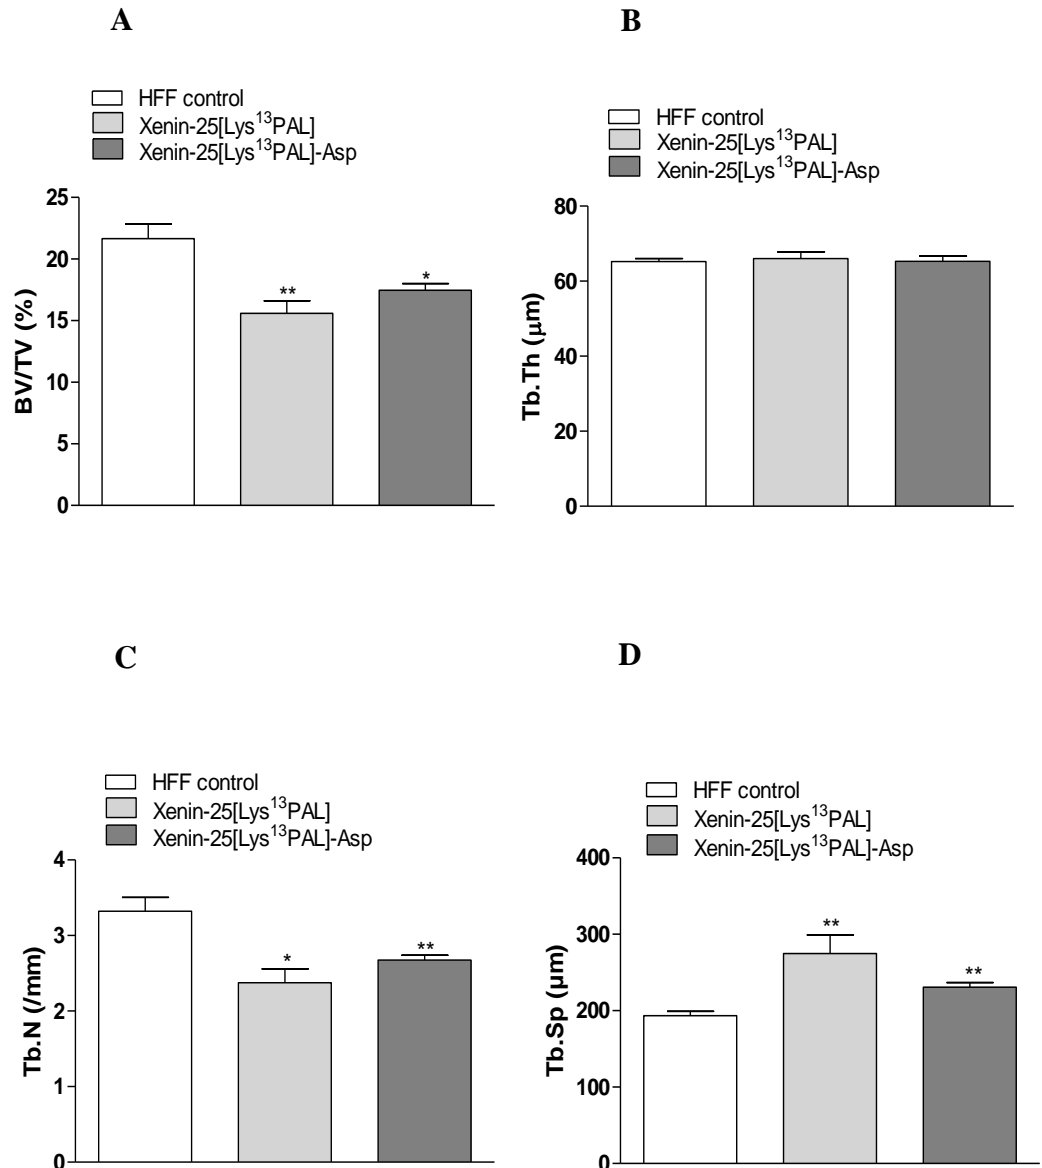 A
HFF control
Xenin-25[Lys¹³PAL]
Xenin-25[Lys¹³PAL]-Asp
25
20
15
10
5
0
BV/TV (%)
**
*
B
HFF control
Xenin-25[Lys¹³PAL]
Xenin-25[Lys¹³PAL]-Asp
80
60
40
20
0
Tb.Th (μm)
C
HFF control
Xenin-25[Lys¹³PAL]
Xenin-25[Lys¹³PAL]-Asp
4
3
2
1
0
Tb.N (/mm)
*
**
D
HFF control
Xenin-25[Lys¹³PAL]
Xenin-25[Lys¹³PAL]-Asp
400
300
200
100
0
Tb.Sp (μm)
**
**